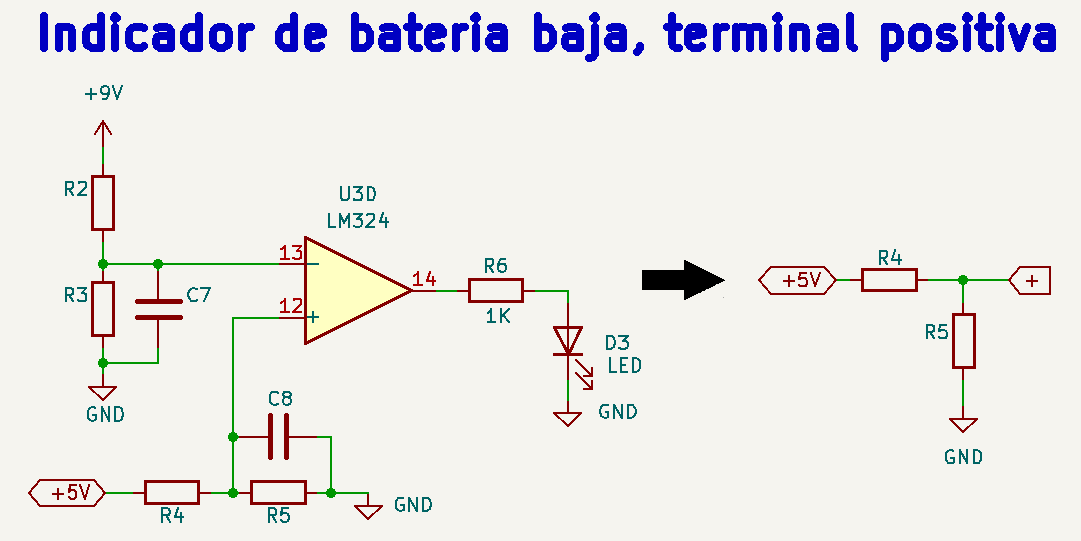 Indicador de bateria baja, terminal positiva
+9V
R2
R3
C7
GND
U3D
LM324
13
12
14
R6
1K
D3
LED
GND
C8
+5V
R4
R5
GND
+5V
R4
+
R5
GND